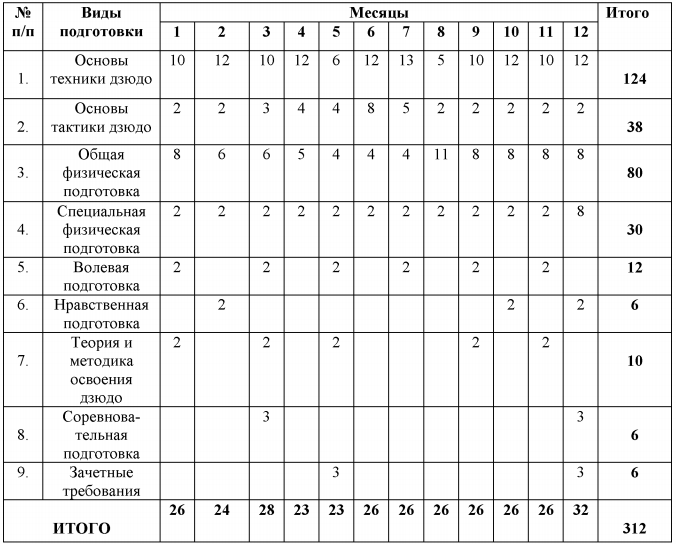 № Виды Месяцы Итого
п/п подготовки 1 2 3 4 5 6 7 8 9 10 11 12
Основы 10 12 10 12 6 12 13 5 10 12 10 12
1. техники дзюдо 124
Основы 2 2 3 4 4 8 5 2 2 2 2 2
2. тактики дзюдо 38
Общая 8 6 6 5 4 4 4 11 8 8 8 8
3. физическая 80
подготовка
Специальная 2 2 2 2 2 2 2 2 2 2 2 8
4. физическая 30
подготовка
5. Волевая 2 2 2 2 2 2 12
подготовка
6. Нравственная 2 2 2 6
подготовка
Теория и 2 2 2 2 2
7. методика 10
освоения
дзюдо
Соревнова- 3 3
8. тельная 6
подготовка
9. Зачетные 3 3 6
требования
26 24 28 23 23 26 26 26 26 26 26 32
ИТОГО 312